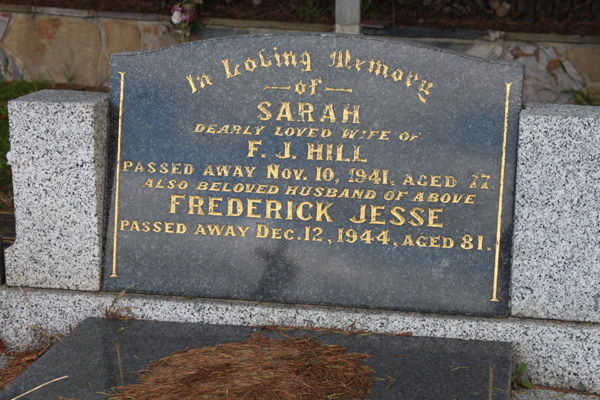 In Loving Memory
of
SARAH
DEARLY LOVED WIFE OF
F. J. HILL
PASSED AWAY NOV. 10, 1941, AGED 77.
ALSO BELOVED HUSBAND OF ABOVE
FREDERICK JESSE
PASSED AWAY DEC. 12, 1944, AGED 81.